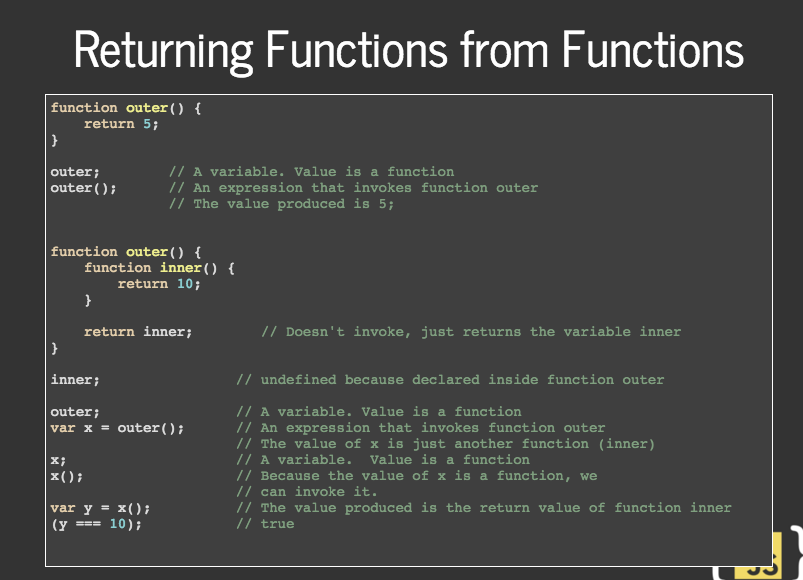 Returning Functions from Functions
function outer() {
    return 5;
}
outer;        // A variable. Value is a function
outer();      // An expression that invokes function outer
              // The value produced is 5;
function outer() {
    function inner() {
        return 10;
    }
    return inner;        // Doesn't invoke, just returns the variable inner
}
inner;                // undefined because declared inside function outer
outer;                // A variable. Value is a function
var x = outer();      // An expression that invokes function outer
                      // The value of x is just another function (inner)
x;                    // A variable.  Value is a function
x();                  // Because the value of x is a function, we
                      // can invoke it.
var y = x();          // The value produced is the return value of function inner
(y === 10);           // true